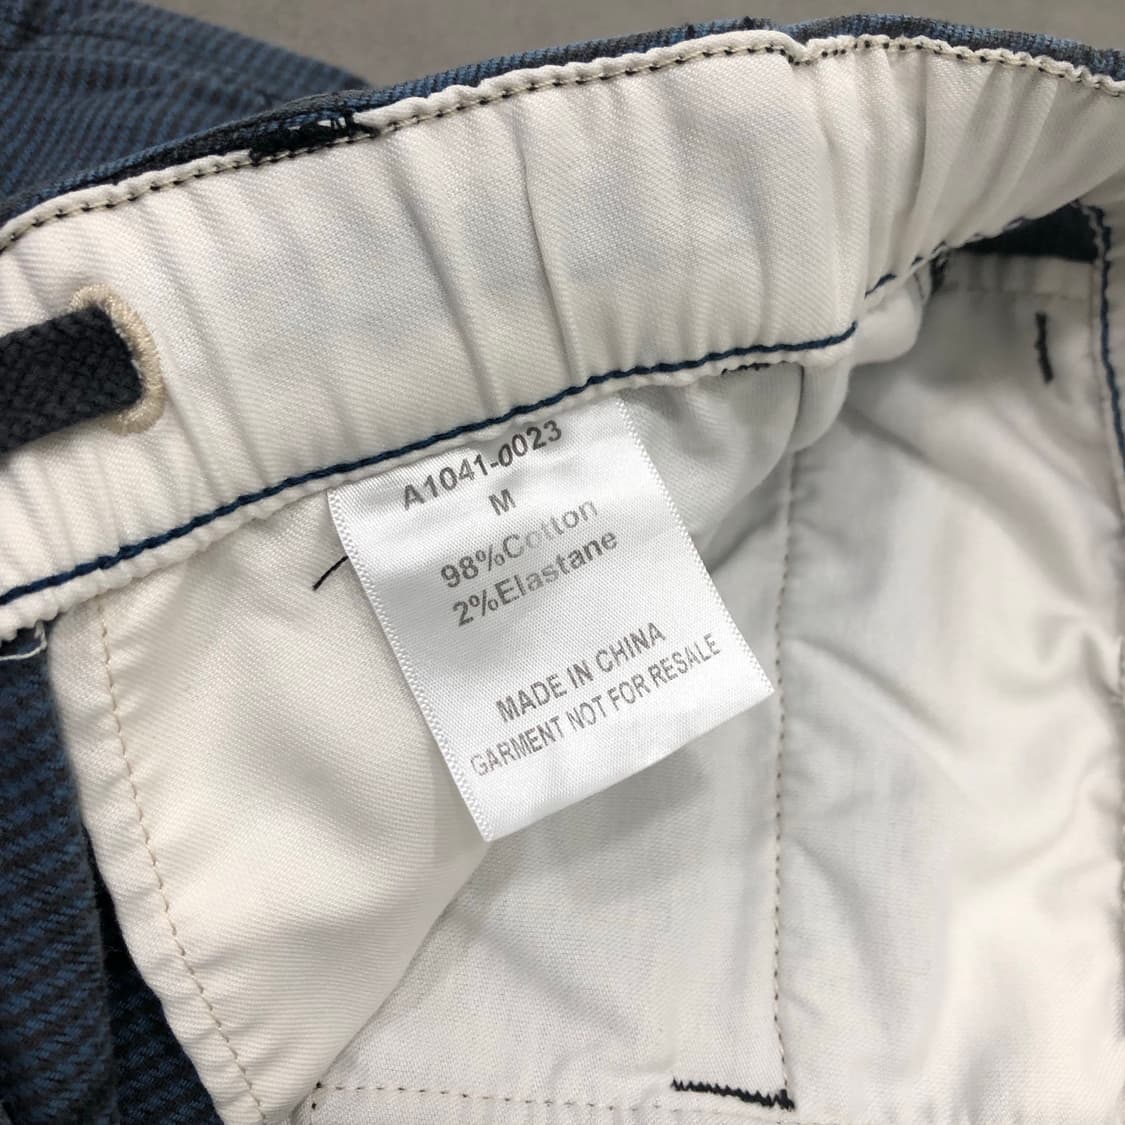 A1041-0023
M
98%Cotton
2%Elastane
MADE IN CHINA
GARMENT NOT FOR RESALE